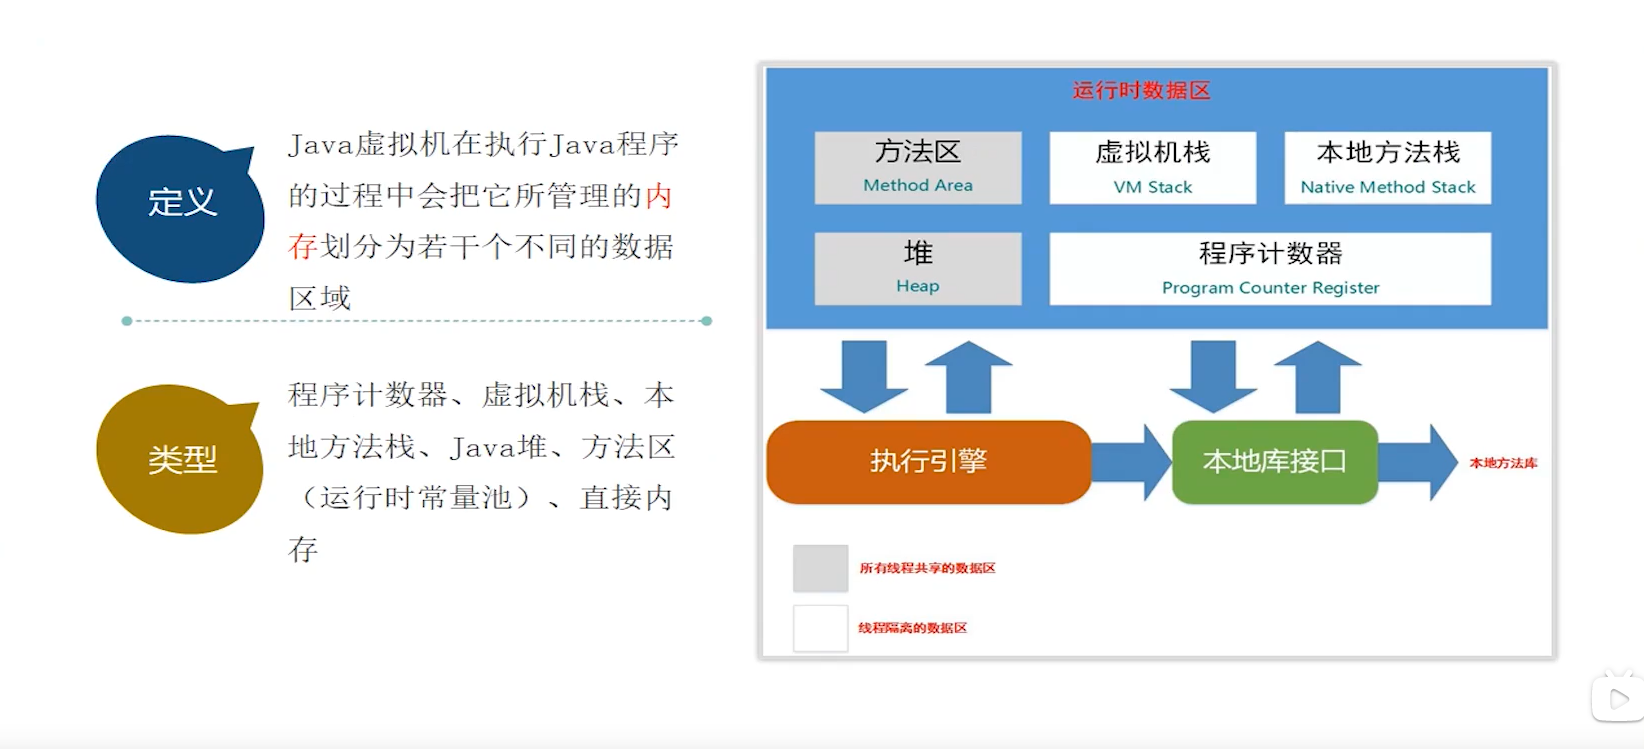 定义
Java虚拟机在执行Java程序
的过程中会把它所管理的内
存划分为若干个不同的数据
区域
类型
程序计数器、虚拟机栈、本
地方法栈、Java堆、方法区
（运行时常量池）、直接内
存
运行时数据区
方法区
Method Area
虚拟机栈
VM Stack
本地方法栈
Native Method Stack
堆
Heap
程序计数器
Program Counter Register
执行引擎
本地库接口
本地方法库
所有线程共享的数据区
线程隔离的数据区